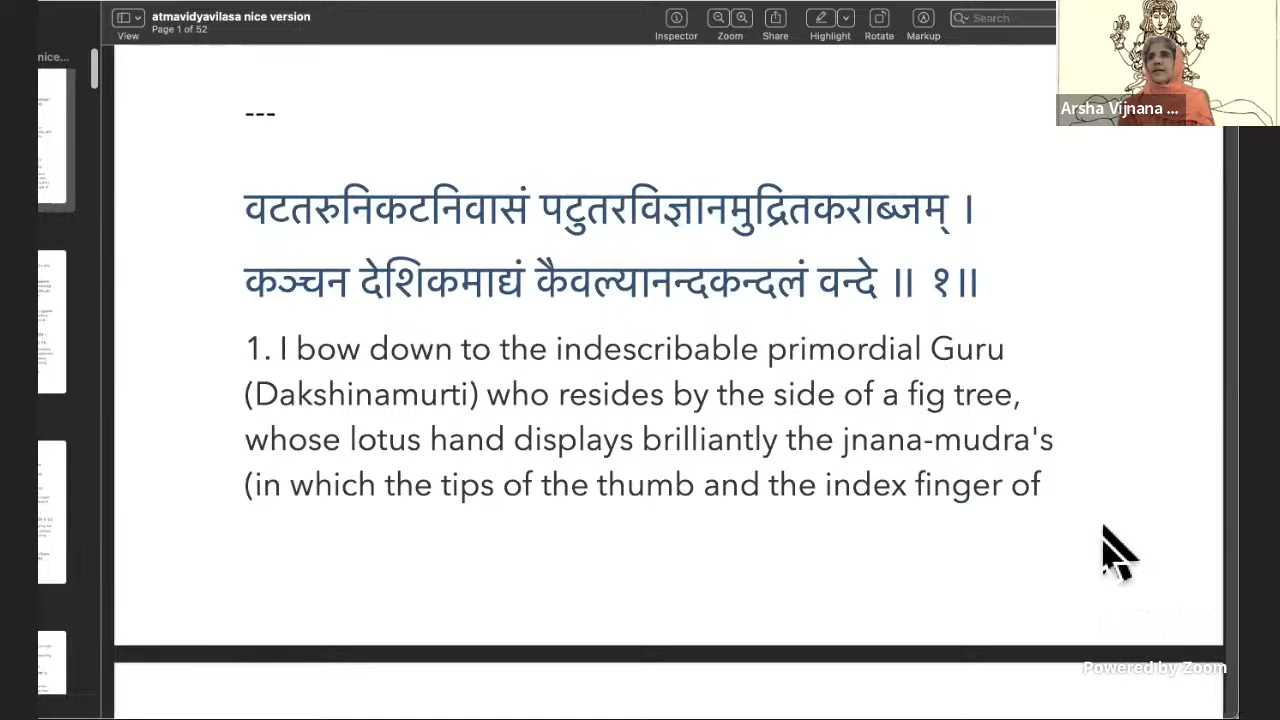 atmavidyavilasa nice version
Page 1 of 52
View
Inspector
Zoom
Share
Highlight
Rotate
Markup
Search
nice...
Arsha Vijnana ...
---
वटतरुनिकटनिवासं पटुतरविज्ञानमुद्रितकराब्जम् ।
कञ्चन देशिकमाद्यं कैवल्यानन्दकन्दलं वन्दे ॥ १॥
1. I bow down to the indescribable primordial Guru
(Dakshinamurti) who resides by the side of a fig tree,
whose lotus hand displays brilliantly the jnana-mudra's
(in which the tips of the thumb and the index finger of
Powered by Zoom